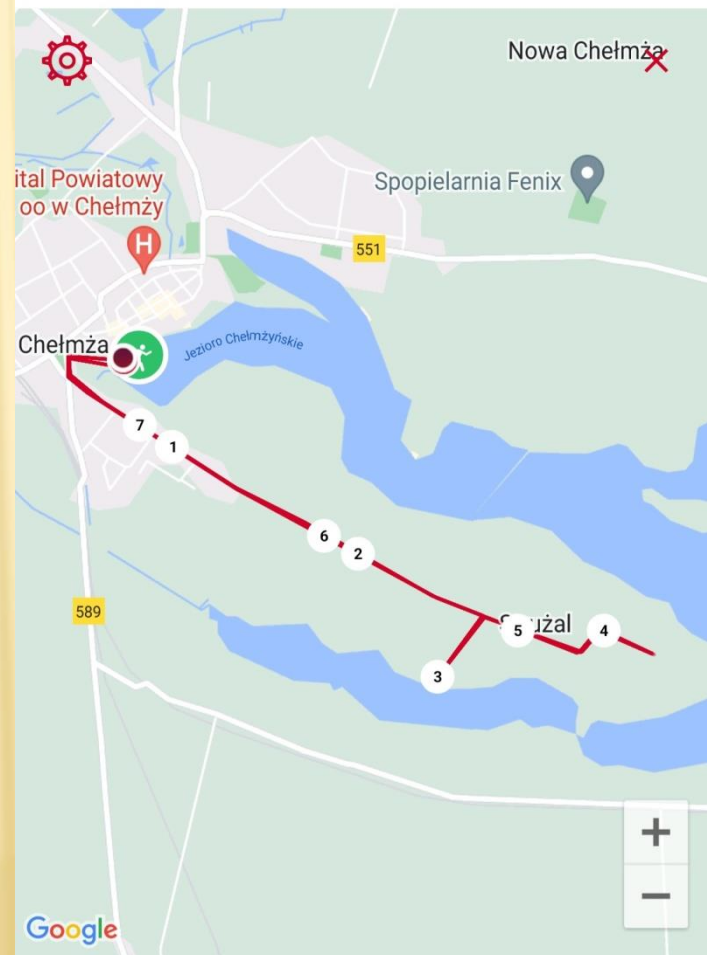 Nowa Chełmża
ital Powiatowy
oo w Chełmży
H
Spopielarnia Fenix
551
Chełmża
Jezioro Chełmżyńskie
7
1
6
2
589
użal
5
4
3
+
−
Google